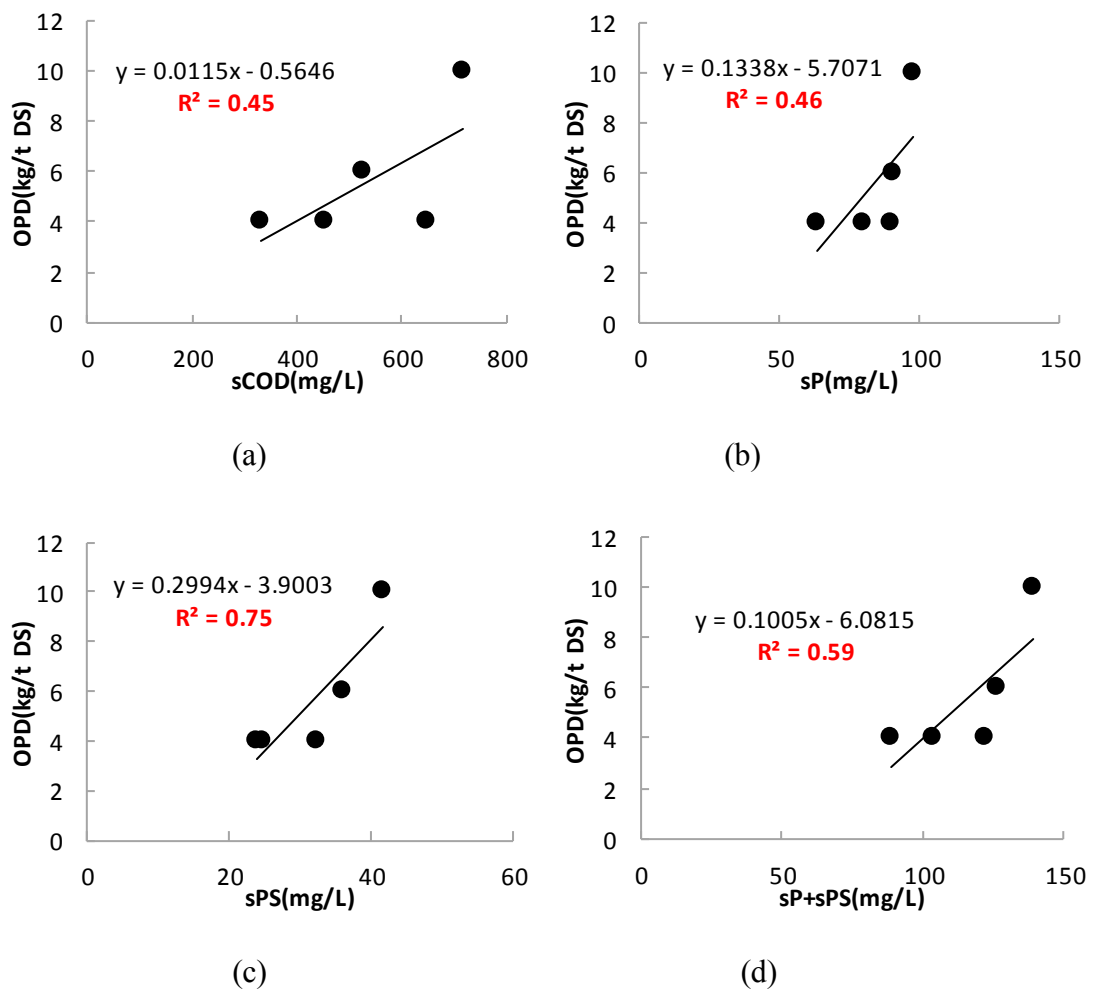 y = 0.0115x - 0.5646
R² = 0.45
OPD(kg/t DS)
12
10
8
6
4
2
0
0 200 400 600 800
sCOD(mg/L)
(a)
y = 0.1338x - 5.7071
R² = 0.46
OPD(kg/t DS)
12
10
8
6
4
2
0
0 50 100 150
sP(mg/L)
(b)
y = 0.2994x - 3.9003
R² = 0.75
OPD(kg/t DS)
12
10
8
6
4
2
0
0 20 40 60
sPS(mg/L)
(c)
y = 0.1005x - 6.0815
R² = 0.59
OPD(kg/t DS)
12
10
8
6
4
2
0
0 50 100 150
sP+sPS(mg/L)
(d)